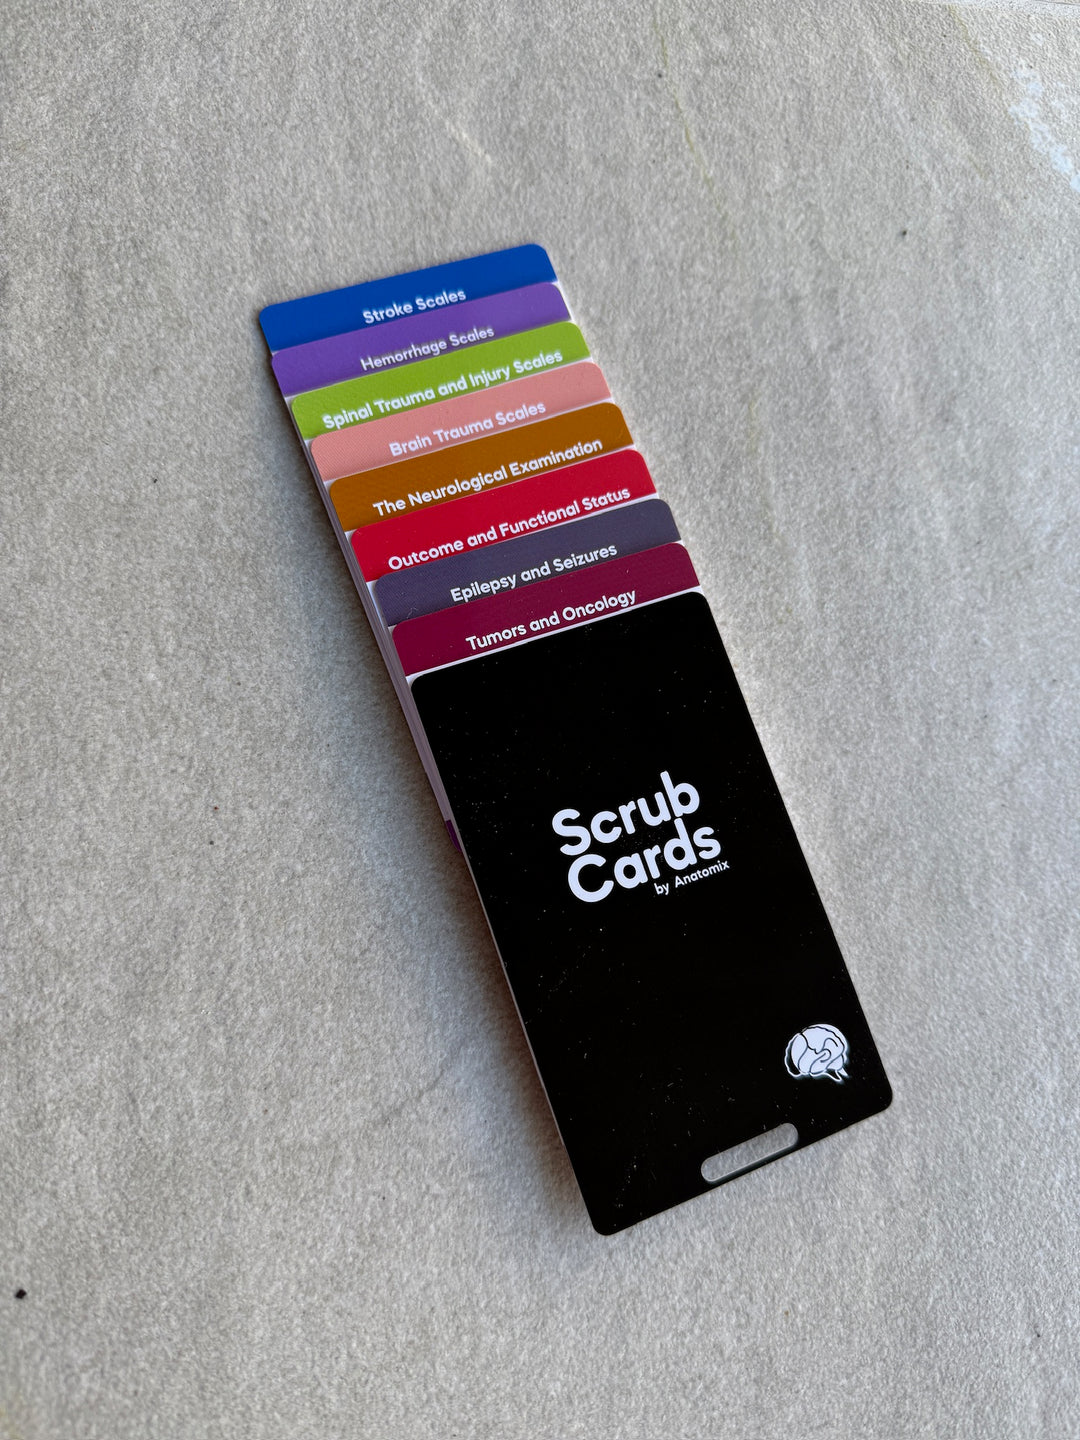 Stroke Scales
Hemorrhage Scales
Spinal Trauma and Injury Scales
Brain Trauma Scales
The Neurological Examination
Outcome and Functional Status
Epilepsy and Seizures
Tumors and Oncology
Scrub
Cards
by Anatomix